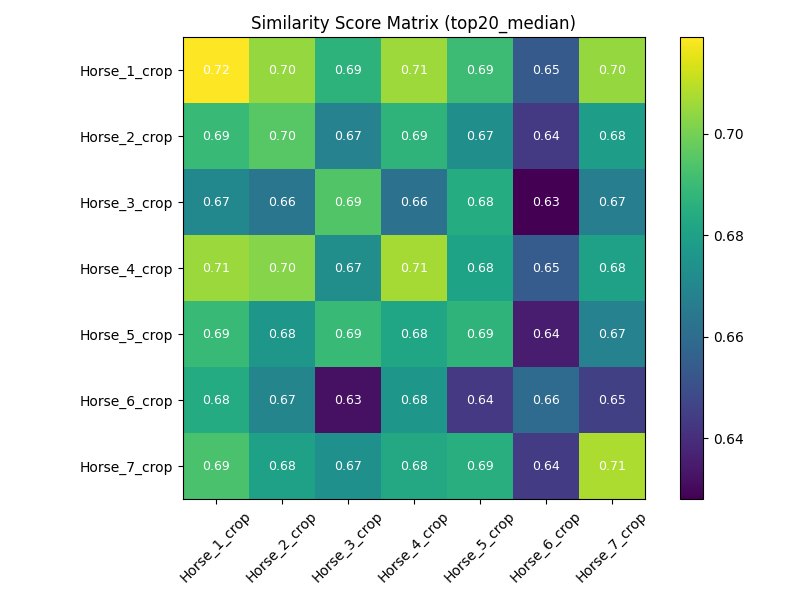 Similarity Score Matrix (top20_median)
Horse_1_crop 0.72 0.70 0.69 0.71 0.69 0.65 0.70
Horse_2_crop 0.69 0.70 0.67 0.69 0.67 0.64 0.68
Horse_3_crop 0.67 0.66 0.69 0.66 0.68 0.63 0.67
Horse_4_crop 0.71 0.70 0.67 0.71 0.68 0.65 0.68
Horse_5_crop 0.69 0.68 0.69 0.68 0.69 0.64 0.67
Horse_6_crop 0.68 0.67 0.63 0.68 0.64 0.66 0.65
Horse_7_crop 0.69 0.68 0.67 0.68 0.69 0.64 0.71
Horse_1_crop Horse_2_crop Horse_3_crop Horse_4_crop Horse_5_crop Horse_6_crop Horse_7_crop
0.70
0.68
0.66
0.64